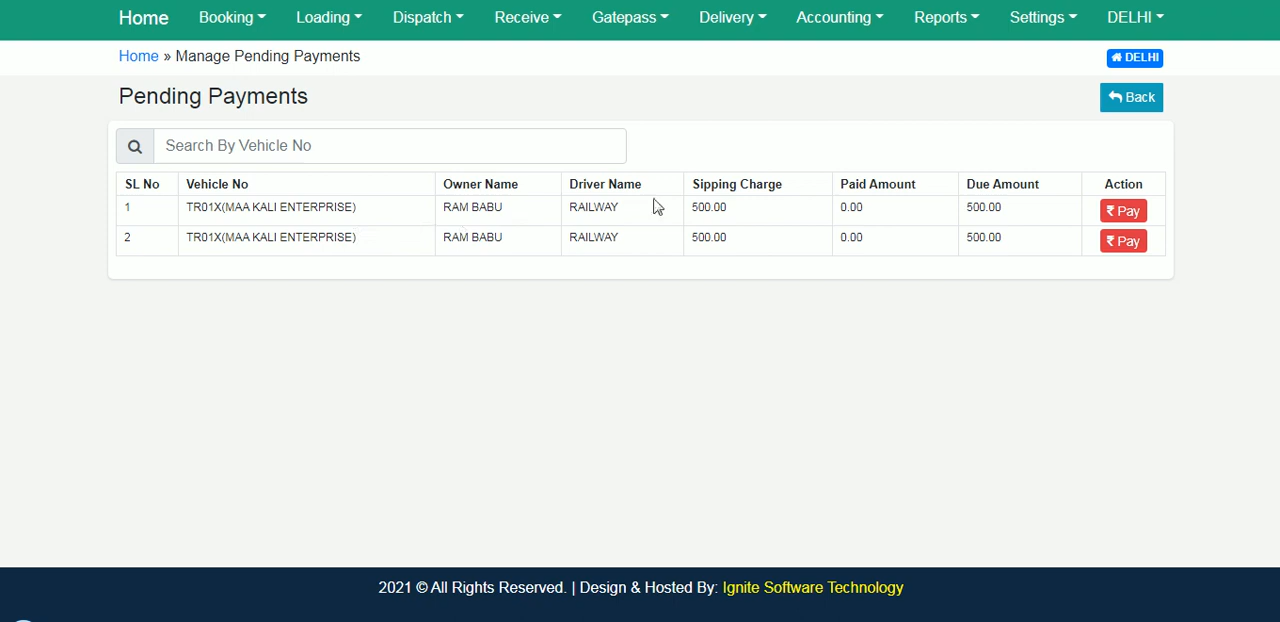 Home Booking Loading Dispatch Receive Gatepass Delivery Accounting Reports Settings DELHI
Home » Manage Pending Payments DELHI
Pending Payments Back
Search By Vehicle No
SL No Vehicle No Owner Name Driver Name Sipping Charge Paid Amount Due Amount Action
1 TR01X(MAA KALI ENTERPRISE) RAM BABU RAILWAY 500.00 0.00 500.00 ₹ Pay
2 TR01X(MAA KALI ENTERPRISE) RAM BABU RAILWAY 500.00 0.00 500.00 ₹ Pay
2021 © All Rights Reserved. | Design & Hosted By: Ignite Software Technology